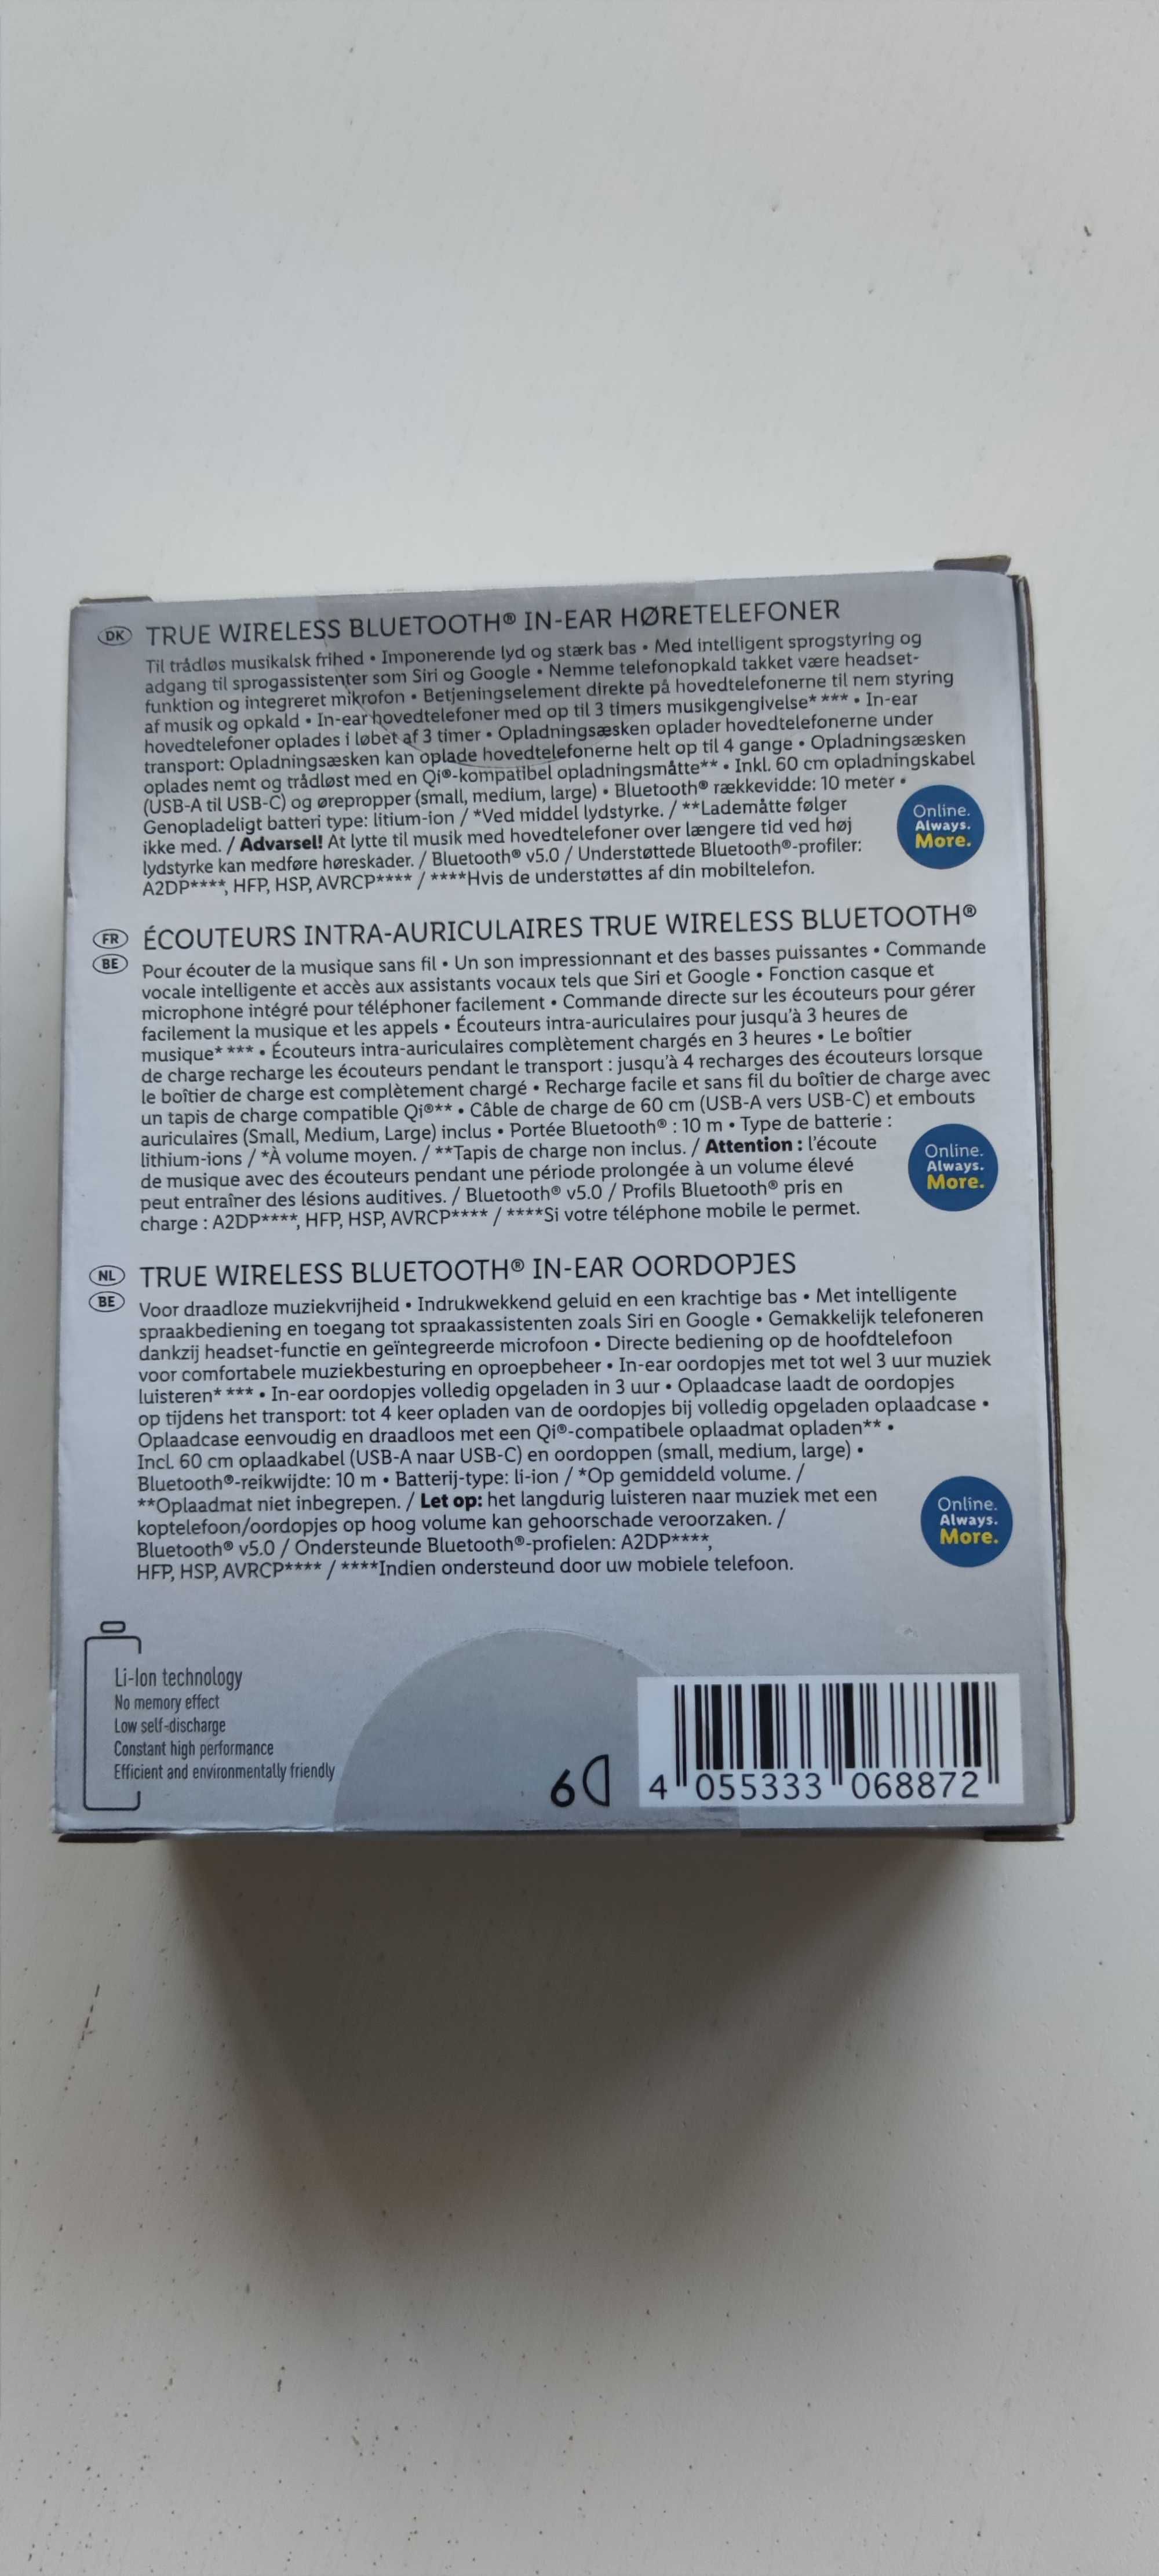 DK TRUE WIRELESS BLUETOOTH® IN-EAR HØRETELEFONER
Til trådløs musikalsk frihed • Imponerende lyd og stærk bas • Med intelligent sprogstyring og
adgang til sprogassistenter som Siri og Google • Nemme telefonopkald takket være headset-
funktion og integreret mikrofon • Betjeningselement direkte på hovedtelefonerne til nem styring
af musik og opkald • In-ear hovedtelefoner med op til 3 timers musikgengivelse* *** • In-ear
hovedtelefoner oplades i løbet af 3 timer • Opladningsæsken oplader hovedtelefonerne under
transport: Opladningsæsken kan oplade hovedtelefonerne helt op til 4 gange • Opladningsæsken
oplades nemt og trådløst med en Qi®-kompatibel opladningsmåtte** • Inkl. 60 cm opladningskabel
(USB-A til USB-C) og ørepropper (small, medium, large) • Bluetooth® rækkevidde: 10 meter •
Genopladeligt batteri type: litium-ion / *Ved middel lydstyrke. / **Lademåtte følger
ikke med. / Advarsel! At lytte til musik med hovedtelefoner over længere tid ved høj
lydstyrke kan medføre høreskader. / Bluetooth® v5.0 / Understøttede Bluetooth®-profiler:
A2DP****, HFP, HSP, AVRCP**** / ****Hvis de understøttes af din mobiltelefon.
Online.
Always.
More.
FR ÉCOUTEURS INTRA-AURICULAIRES TRUE WIRELESS BLUETOOTH®
BE Pour écouter de la musique sans fil • Un son impressionnant et des basses puissantes • Commande
vocale intelligente et accès aux assistants vocaux tels que Siri et Google • Fonction casque et
microphone intégré pour téléphoner facilement • Commande directe sur les écouteurs pour gérer
facilement la musique et les appels • Écouteurs intra-auriculaires pour jusqu'à 3 heures de
musique* *** • Écouteurs intra-auriculaires complètement chargés en 3 heures • Le boîtier
de charge recharge les écouteurs pendant le transport : jusqu'à 4 recharges des écouteurs lorsque
le boîtier de charge est complètement chargé • Recharge facile et sans fil du boîtier de charge avec
un tapis de charge compatible Qi®** • Câble de charge de 60 cm (USB-A vers USB-C) et embouts
auriculaires (Small, Medium, Large) inclus • Portée Bluetooth® : 10 m • Type de batterie :
lithium-ions / *À volume moyen. / **Tapis de charge non inclus. / Attention : l'écoute
de musique avec des écouteurs pendant une période prolongée à un volume élevé
peut entraîner des lésions auditives. / Bluetooth® v5.0 / Profils Bluetooth® pris en
charge : A2DP****, HFP, HSP, AVRCP**** / ****Si votre téléphone mobile le permet.
Online.
Always.
More.
NL TRUE WIRELESS BLUETOOTH® IN-EAR OORDOPJES
BE Voor draadloze muziekvrijheid • Indrukwekkend geluid en een krachtige bas • Met intelligente
spraakbediening en toegang tot spraakassistenten zoals Siri en Google • Gemakkelijk telefoneren
dankzij headset-functie en geïntegreerde microfoon • Directe bediening op de hoofdtelefoon
voor comfortabele muziekbesturing en oproepbeheer • In-ear oordopjes met tot wel 3 uur muziek
luisteren* *** • In-ear oordopjes volledig opgeladen in 3 uur • Oplaadcase laadt de oordopjes
op tijdens het transport: tot 4 keer opladen van de oordopjes bij volledig opgeladen oplaadcase •
Oplaadcase eenvoudig en draadloos met een Qi®-compatibele oplaadmat opladen** •
Incl. 60 cm oplaadkabel (USB-A naar USB-C) en oordoppen (small, medium, large) •
Bluetooth®-reikwijdte: 10 m • Batterij-type: li-ion / *Op gemiddeld volume. /
**Oplaadmat niet inbegrepen. / Let op: het langdurig luisteren naar muziek met een
koptelefoon/oordopjes op hoog volume kan gehoorschade veroorzaken. /
Bluetooth® v5.0 / Ondersteunde Bluetooth®-profielen: A2DP****,
HFP, HSP, AVRCP**** / ****Indien ondersteund door uw mobiele telefoon.
Online.
Always.
More.
Li-Ion technology
No memory effect
Low self-discharge
Constant high performance
Efficient and environmentally friendly
6
4 055333 068872